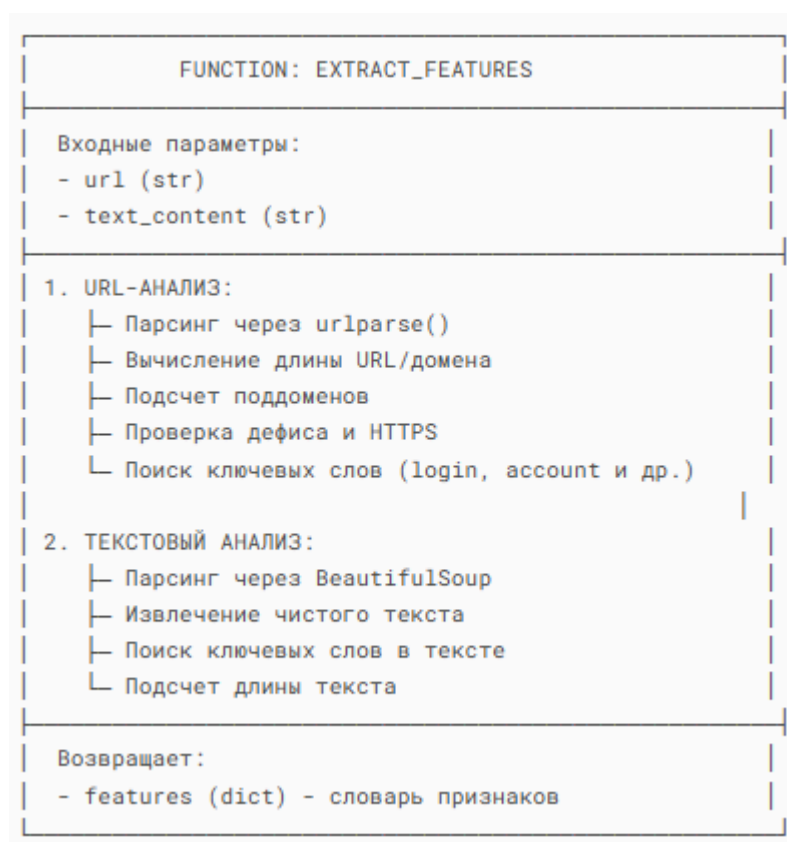 FUNCTION: EXTRACT_FEATURES
Входные параметры:
- url (str)
- text_content (str)
1. URL-АНАЛИЗ:
├─ Парсинг через urlparse()
├─ Вычисление длины URL/домена
├─ Подсчет поддоменов
├─ Проверка дефиса и HTTPS
└─ Поиск ключевых слов (login, account и др.)
2. ТЕКСТОВЫЙ АНАЛИЗ:
├─ Парсинг через BeautifulSoup
├─ Извлечение чистого текста
├─ Поиск ключевых слов в тексте
└─ Подсчет длины текста
Возвращает:
- features (dict) - словарь признаков